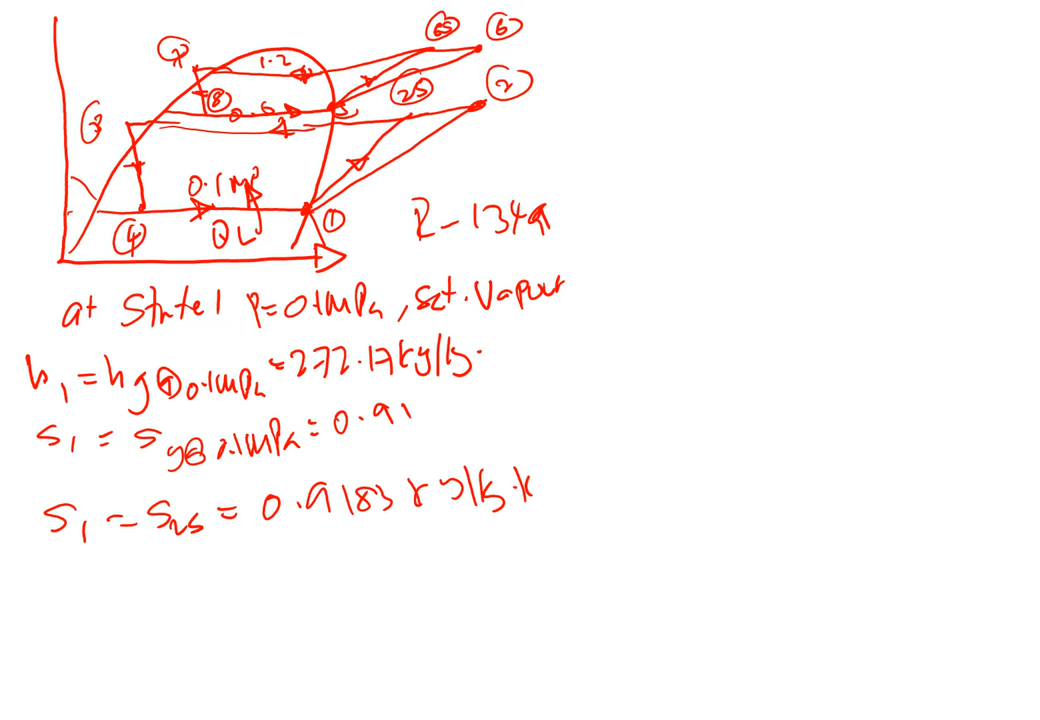 6S 6
7 1.2
8 2S 2
3 0.6 5
0.1 MPa
4 QL 1 R-134a
at State 1 P=0.1MPa, sat. vapour
h1 = hg@0.1MPa = 272.17kJ/kg.
S1 = Sg@0.1MPa = 0.91
S1 = S2s = 0.9183 kJ/kg.k